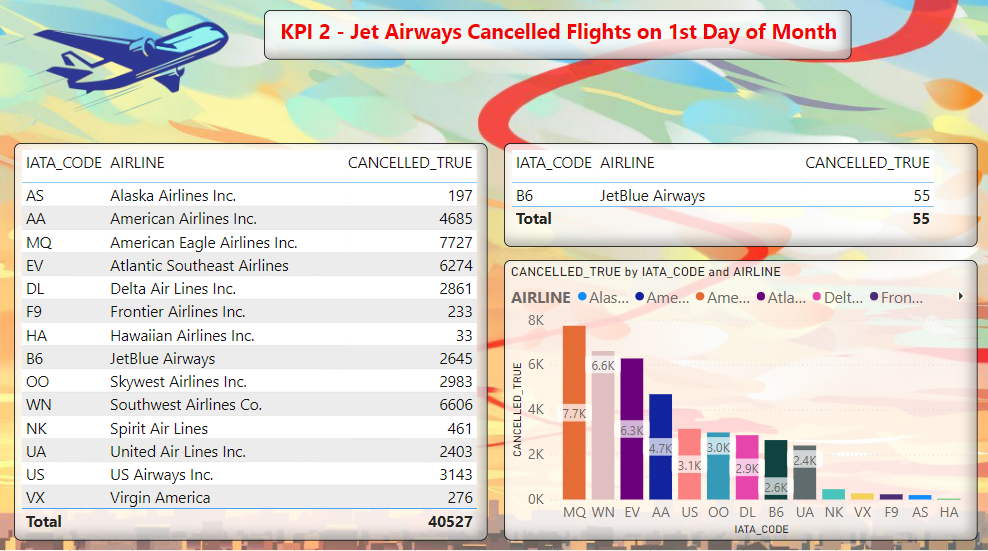 KPI 2 - Jet Airways Cancelled Flights on 1st Day of Month
IATA_CODE AIRLINE CANCELLED_TRUE
AS Alaska Airlines Inc. 197
AA American Airlines Inc. 4685
MQ American Eagle Airlines Inc. 7727
EV Atlantic Southeast Airlines 6274
DL Delta Air Lines Inc. 2861
F9 Frontier Airlines Inc. 233
HA Hawaiian Airlines Inc. 33
B6 JetBlue Airways 2645
OO Skywest Airlines Inc. 2983
WN Southwest Airlines Co. 6606
NK Spirit Air Lines 461
UA United Air Lines Inc. 2403
US US Airways Inc. 3143
VX Virgin America 276
Total 40527
IATA_CODE AIRLINE CANCELLED_TRUE
B6 JetBlue Airways 55
Total 55
CANCELLED_TRUE by IATA_CODE and AIRLINE
AIRLINE Alas... Ame... Ame... Atla... Delt... Fron...
CANCELLED_TRUE
8K
6K
4K
2K
0K
7.7K
6.6K
6.3K
4.7K
3.1K
3.0K
2.9K
2.6K
2.4K
MQ WN EV AA US OO DL B6 UA NK VX F9 AS HA
IATA_CODE